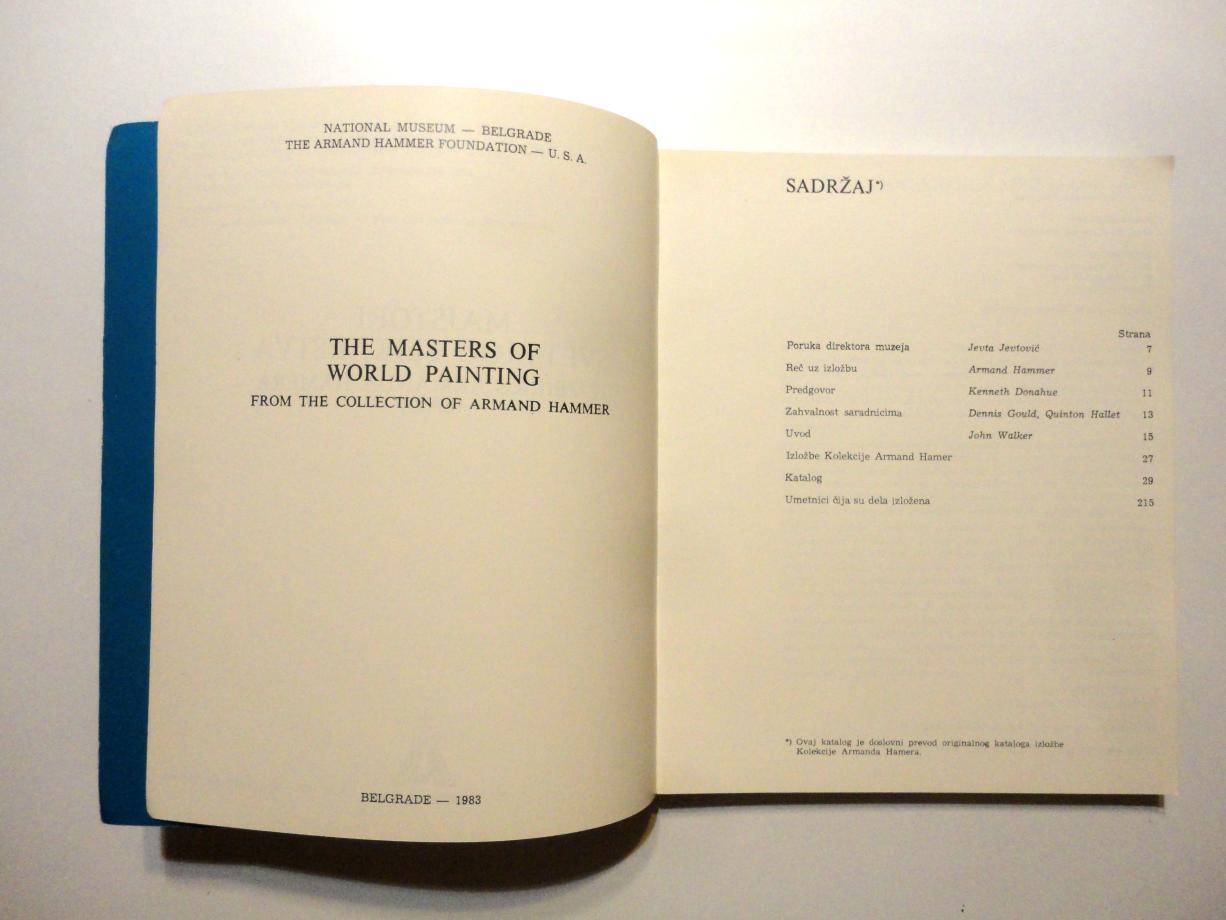 NATIONAL MUSEUM — BELGRADE
THE ARMAND HAMMER FOUNDATION — U. S. A.
THE MASTERS OF
WORLD PAINTING
FROM THE COLLECTION OF ARMAND HAMMER
BELGRADE — 1983
SADRŽAJ*)
Strana
Poruka direktora muzeja Jevta Jevtović 7
Reč uz izložbu Armand Hammer 9
Predgovor Kenneth Donahue 11
Zahvalnost saradnicima Dennis Gould, Quinton Hallet 13
Uvod John Walker 15
Izložbe Kolekcije Armand Hamer 27
Katalog 29
Umetnici čija su dela izložena 215
*) Ovaj katalog je doslovni prevod originalnog kataloga izložbe
Kolekcije Armanda Hamera.